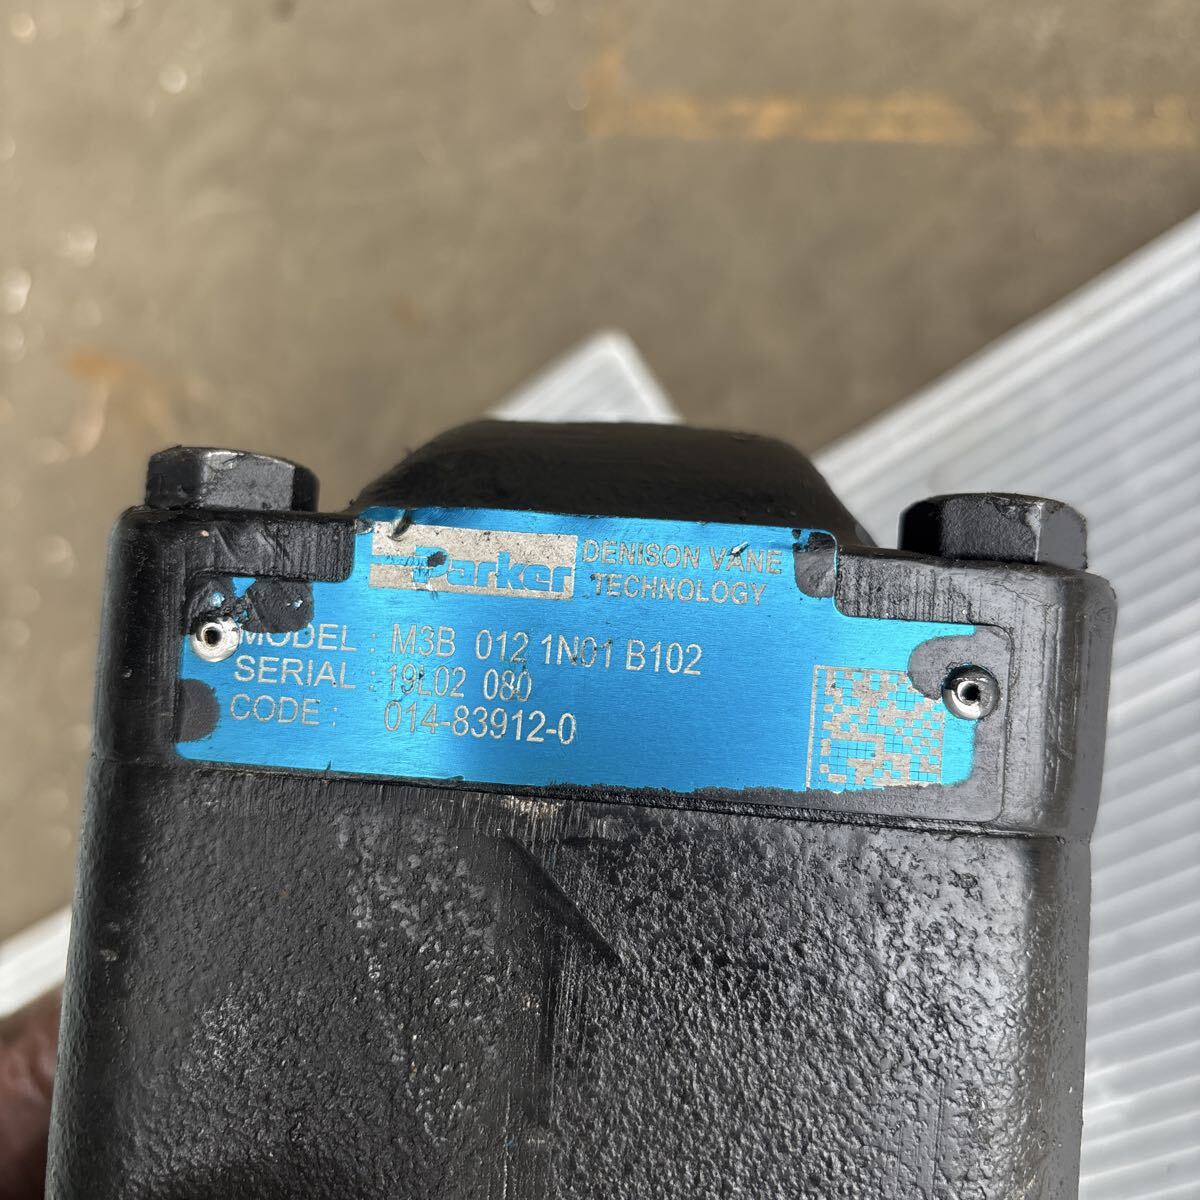 Parker DENISON VANE
TECHNOLOGY
MODEL : M3B 012 1N01 B102
SERIAL : 19L02 080
CODE : 014-83912-0